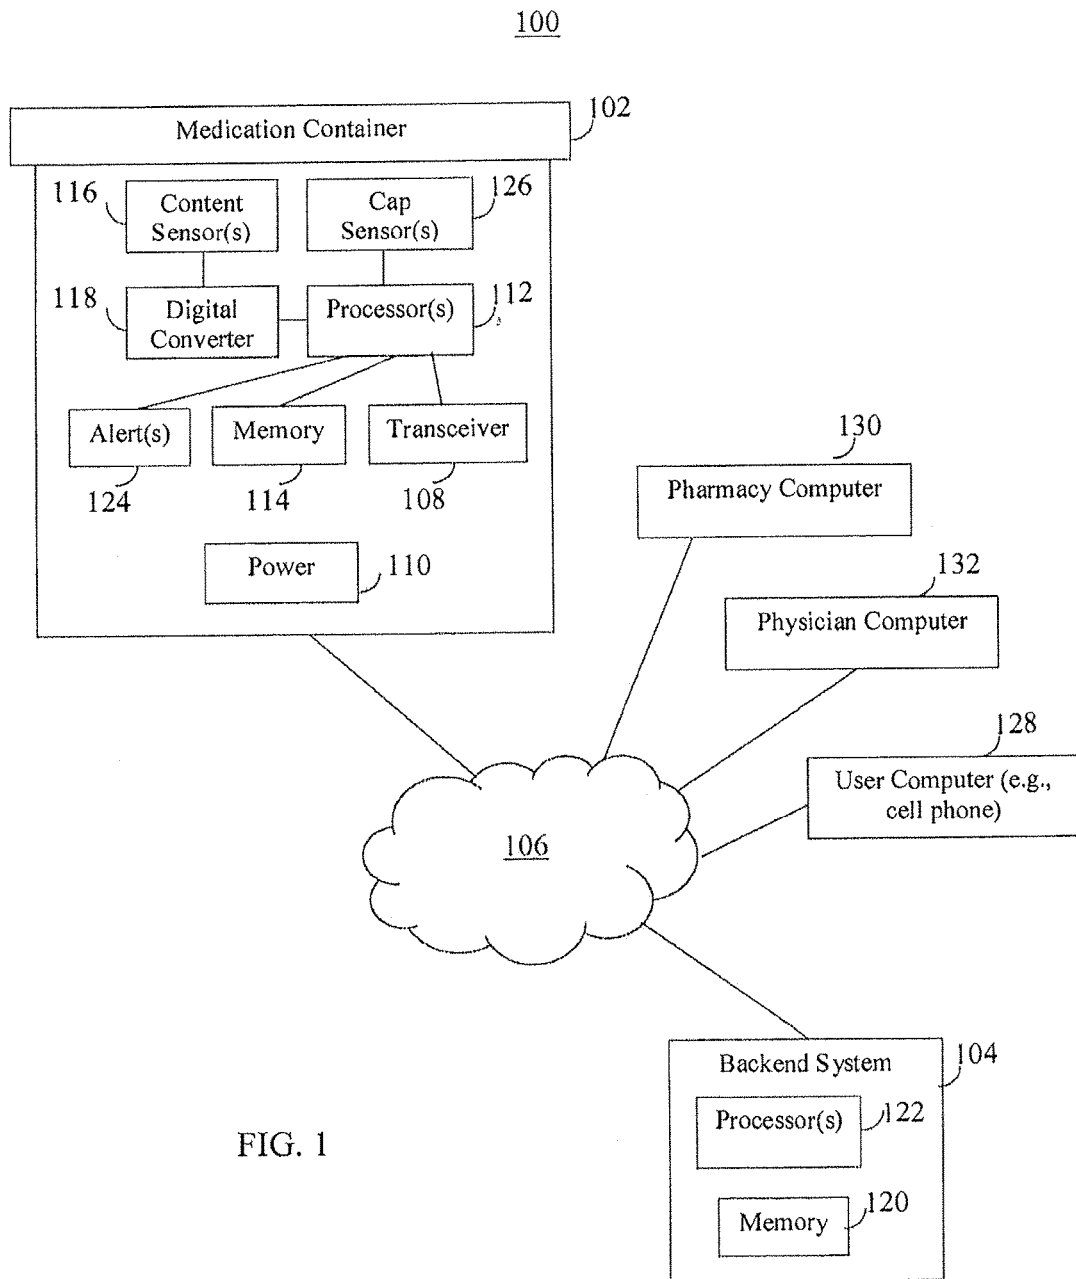 100
102
Medication Container
116
Content
Sensor(s)
Cap
Sensor(s)
126
118
Digital
Converter
Processor(s)
112
Alert(s)
Memory
Transceiver
124
114
108
Power
110
130
Pharmacy Computer
132
Physician Computer
128
User Computer (e.g.,
cell phone)
106
Backend System
104
Processor(s)
122
Memory
120
FIG. 1